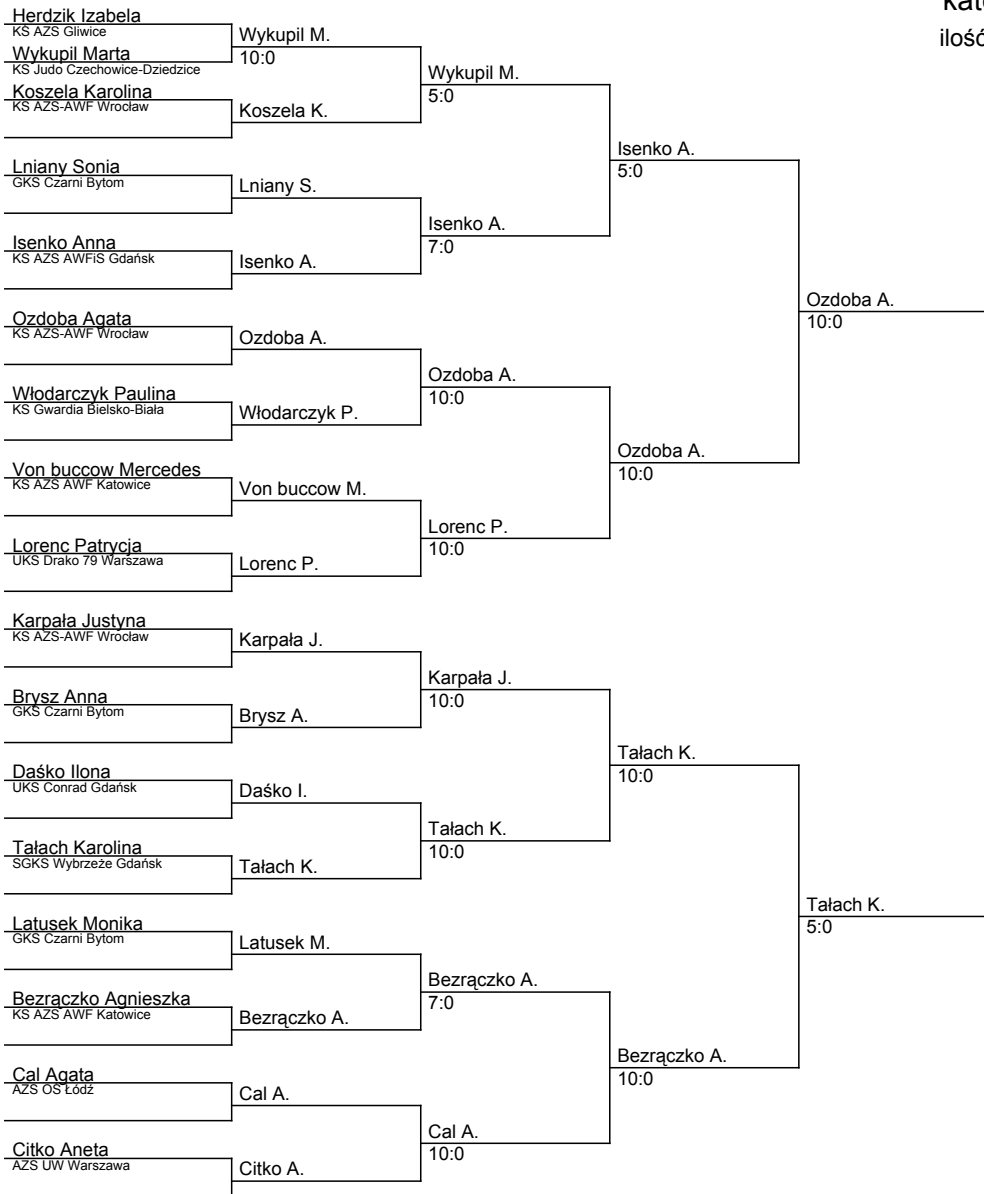 kate
ilość
Herdzik Izabela
KS AZS Gliwice
Wykupil Marta
KS Judo Czechowice-Dziedzice
Koszela Karolina
KS AZS-AWF Wrocław
Lniany Sonia
GKS Czarni Bytom
Isenko Anna
KS AZS AWFiS Gdańsk
Ozdoba Agata
KS AZS-AWF Wrocław
Włodarczyk Paulina
KS Gwardia Bielsko-Biała
Von buccow Mercedes
KS AZS AWF Katowice
Lorenc Patrycja
UKS Drako 79 Warszawa
Karpała Justyna
KS AZS-AWF Wrocław
Brysz Anna
GKS Czarni Bytom
Daśko Ilona
UKS Conrad Gdańsk
Tałach Karolina
SGKS Wybrzeże Gdańsk
Latusek Monika
GKS Czarni Bytom
Bezrączko Agnieszka
KS AZS AWF Katowice
Cal Agata
AZS OŚ Łódź
Citko Aneta
AZS UW Warszawa
Wykupil M.
10:0
Koszela K.
Lniany S.
Isenko A.
Ozdoba A.
Włodarczyk P.
Von buccow M.
Lorenc P.
Karpała J.
Brysz A.
Daśko I.
Tałach K.
Latusek M.
Bezrączko A.
Cal A.
Citko A.
Wykupil M.
5:0
Isenko A.
7:0
Ozdoba A.
10:0
Lorenc P.
10:0
Karpała J.
10:0
Tałach K.
10:0
Bezrączko A.
7:0
Cal A.
10:0
Isenko A.
5:0
Ozdoba A.
10:0
Tałach K.
10:0
Bezrączko A.
10:0
Ozdoba A.
10:0
Tałach K.
5:0